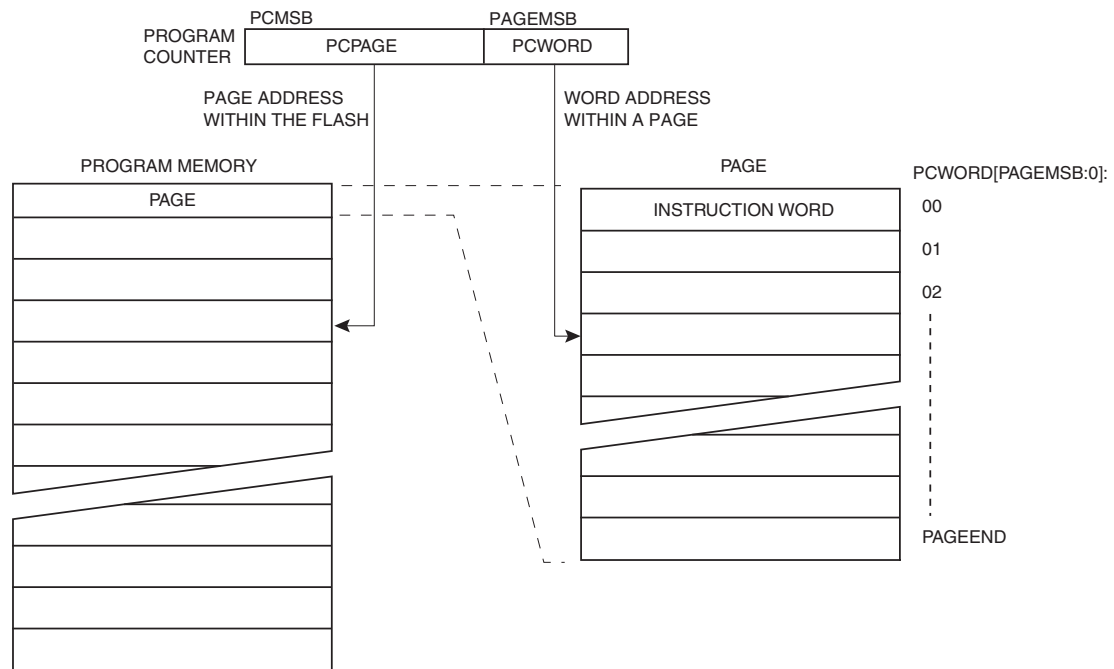 PCMSB
PAGEMSB
PROGRAM
COUNTER
PCPAGE
PCWORD
PAGE ADDRESS
WITHIN THE FLASH
WORD ADDRESS
WITHIN A PAGE
PROGRAM MEMORY
PAGE
PAGE
INSTRUCTION WORD
PCWORD[PAGEMSB:0]:
00
01
02
PAGEEND